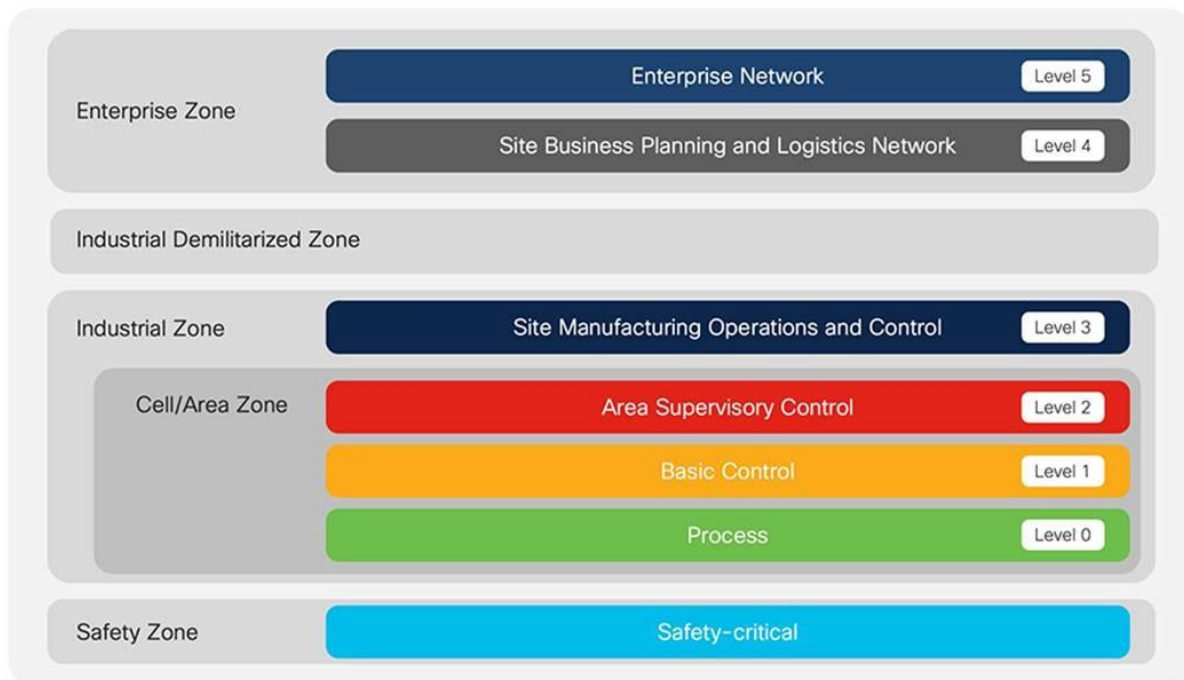 Enterprise Zone
Enterprise Network
Level 5
Site Business Planning and Logistics Network
Level 4
Industrial Demilitarized Zone
Industrial Zone
Site Manufacturing Operations and Control
Level 3
Cell/Area Zone
Area Supervisory Control
Level 2
Basic Control
Level 1
Process
Level 0
Safety Zone
Safety-critical